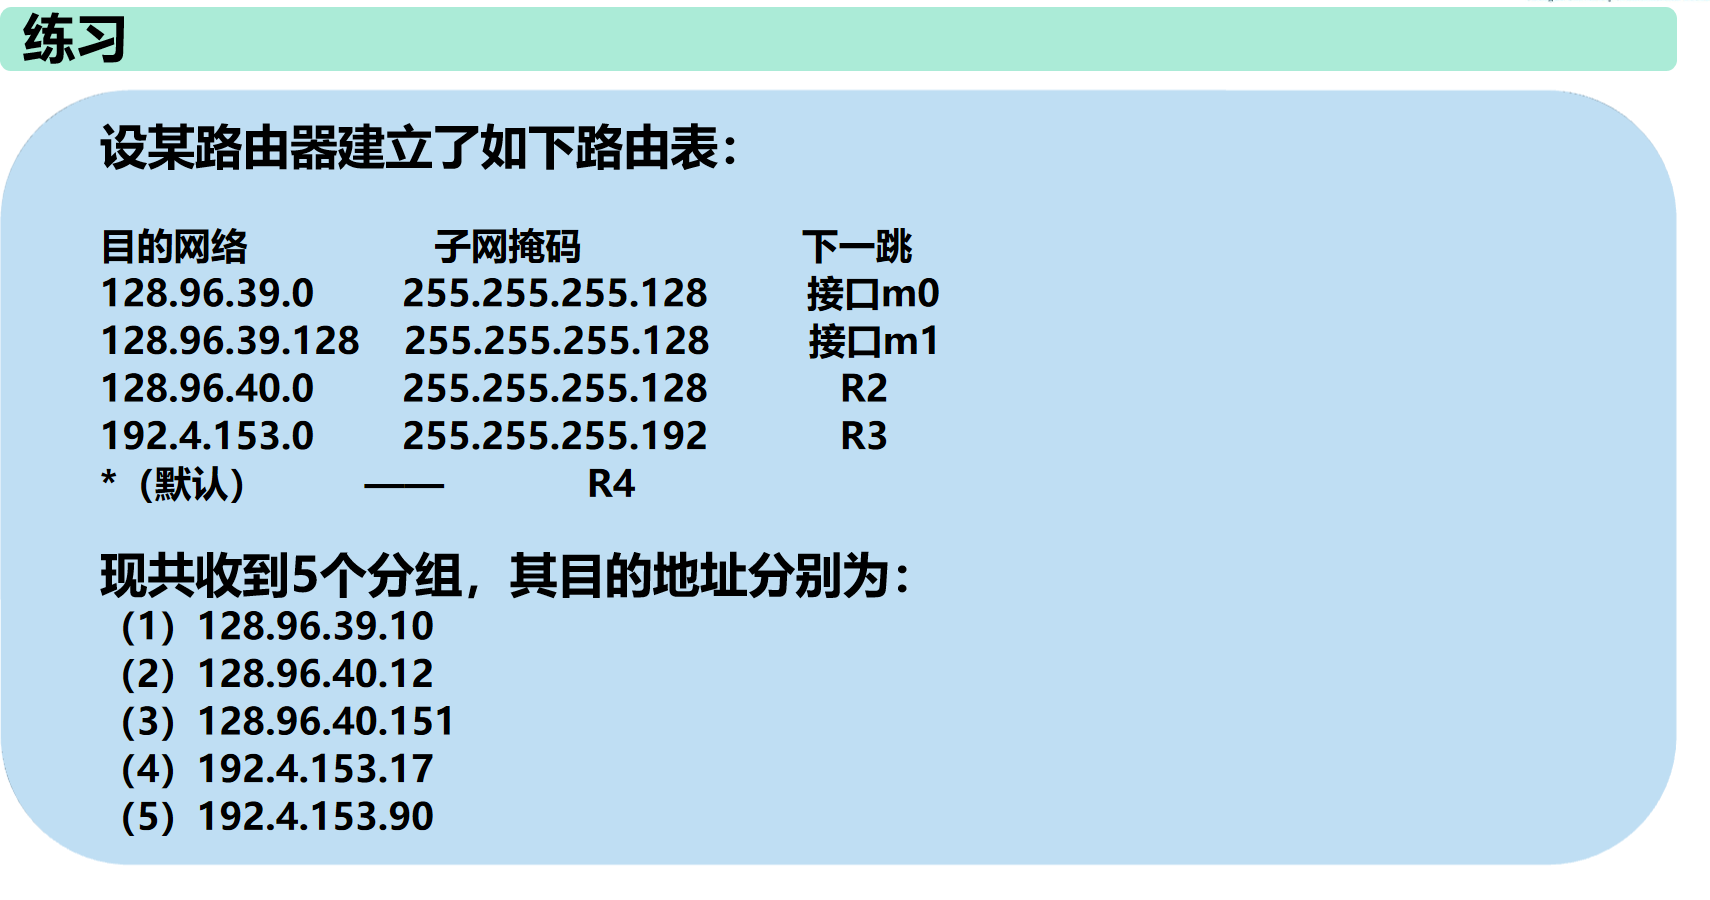 练习
设某路由器建立了如下路由表：
目的网络 子网掩码 下一跳
128.96.39.0 255.255.255.128 接口m0
128.96.39.128 255.255.255.128 接口m1
128.96.40.0 255.255.255.128 R2
192.4.153.0 255.255.255.192 R3
*（默认） —— R4
现共收到5个分组，其目的地址分别为：
（1）128.96.39.10
（2）128.96.40.12
（3）128.96.40.151
（4）192.4.153.17
（5）192.4.153.90